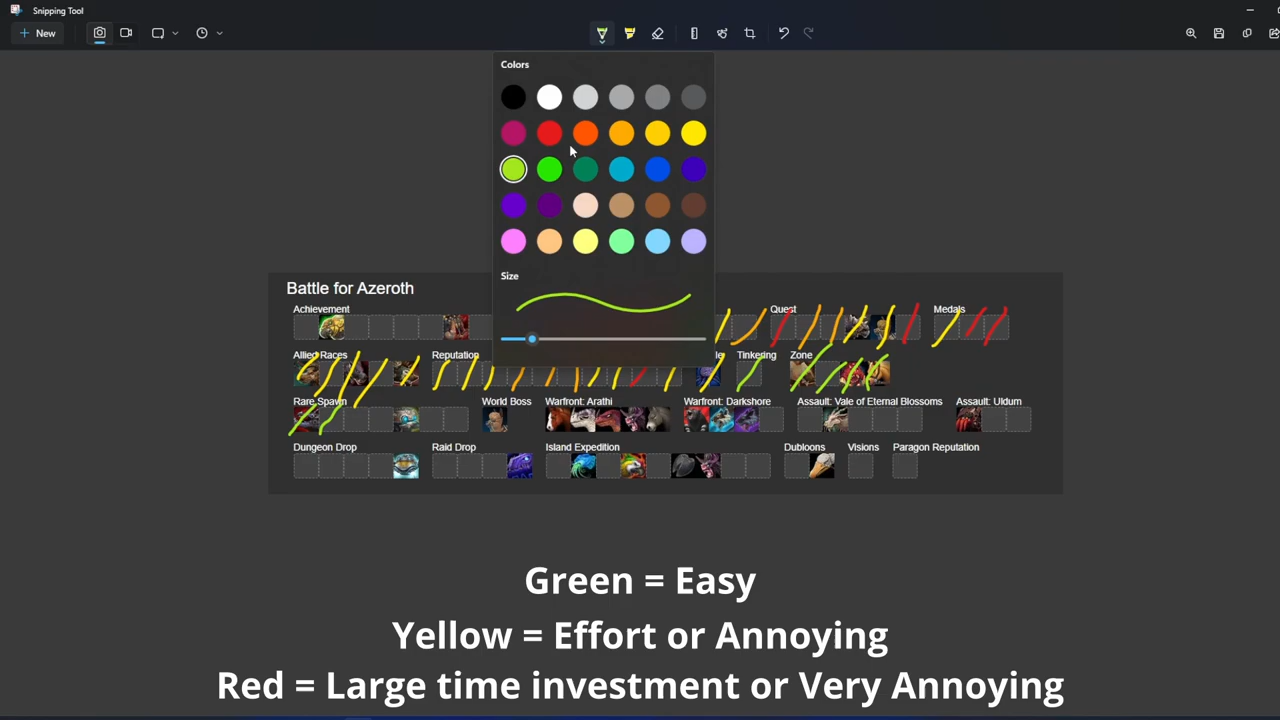 Snipping Tool
New
Colors
Size
Battle for Azeroth
Achievement
Quest
Medals
Allied Races
Reputation
le
Tinkering
Zone
Rare Spawn
World Boss
Warfront: Arathi
Warfront: Darkshore
Assault: Vale of Eternal Blossoms
Assault: Uldum
Dungeon Drop
Raid Drop
Island Expedition
Dubloons
Visions
Paragon Reputation
Green = Easy
Yellow = Effort or Annoying
Red = Large time investment or Very Annoying